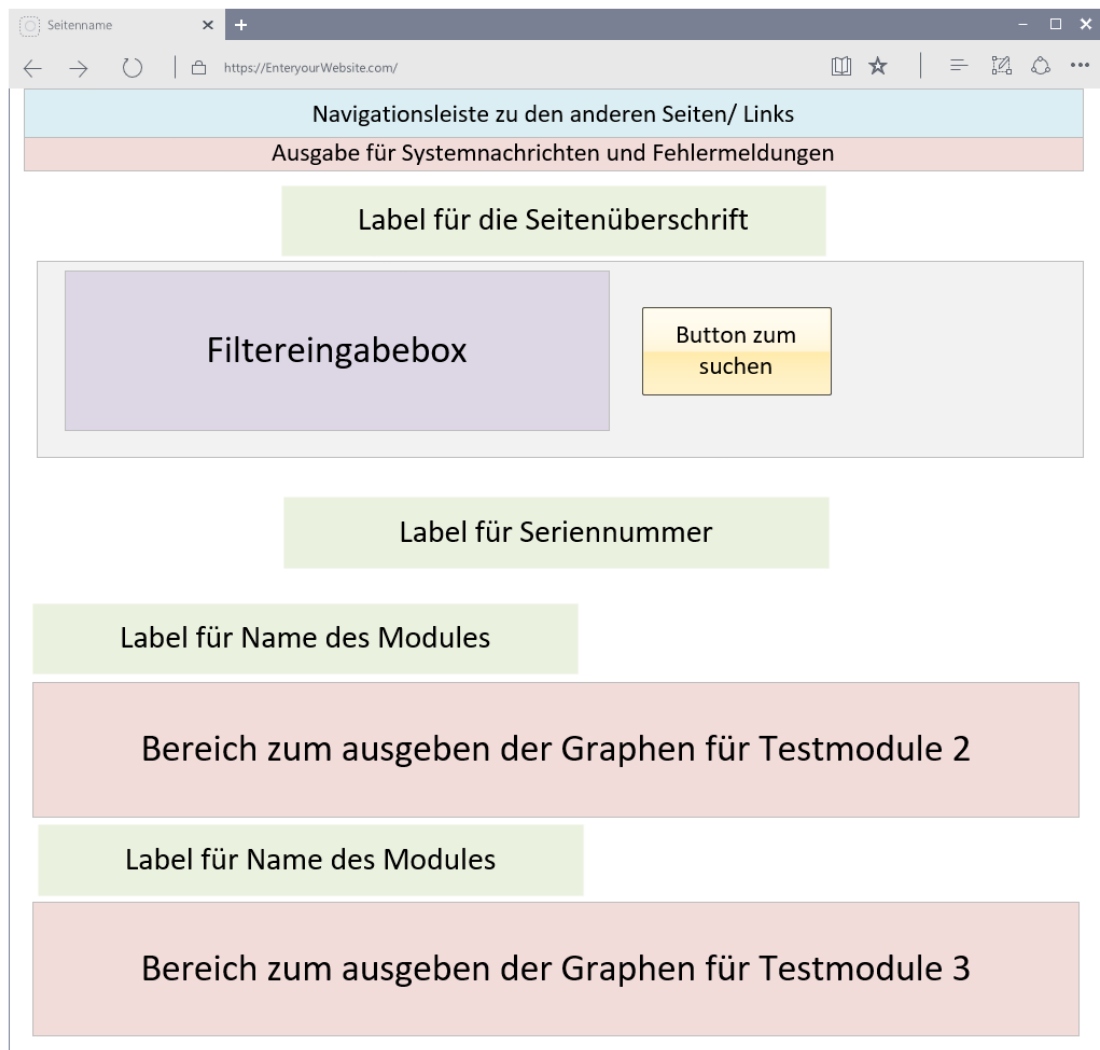 Seitenname
https://EnteryourWebsite.com/
Navigationsleiste zu den anderen Seiten/ Links
Ausgabe für Systemnachrichten und Fehlermeldungen
Label für die Seitenüberschrift
Filtereingabebox
Button zum
suchen
Label für Seriennummer
Label für Name des Modules
Bereich zum ausgeben der Graphen für Testmodule 2
Label für Name des Modules
Bereich zum ausgeben der Graphen für Testmodule 3